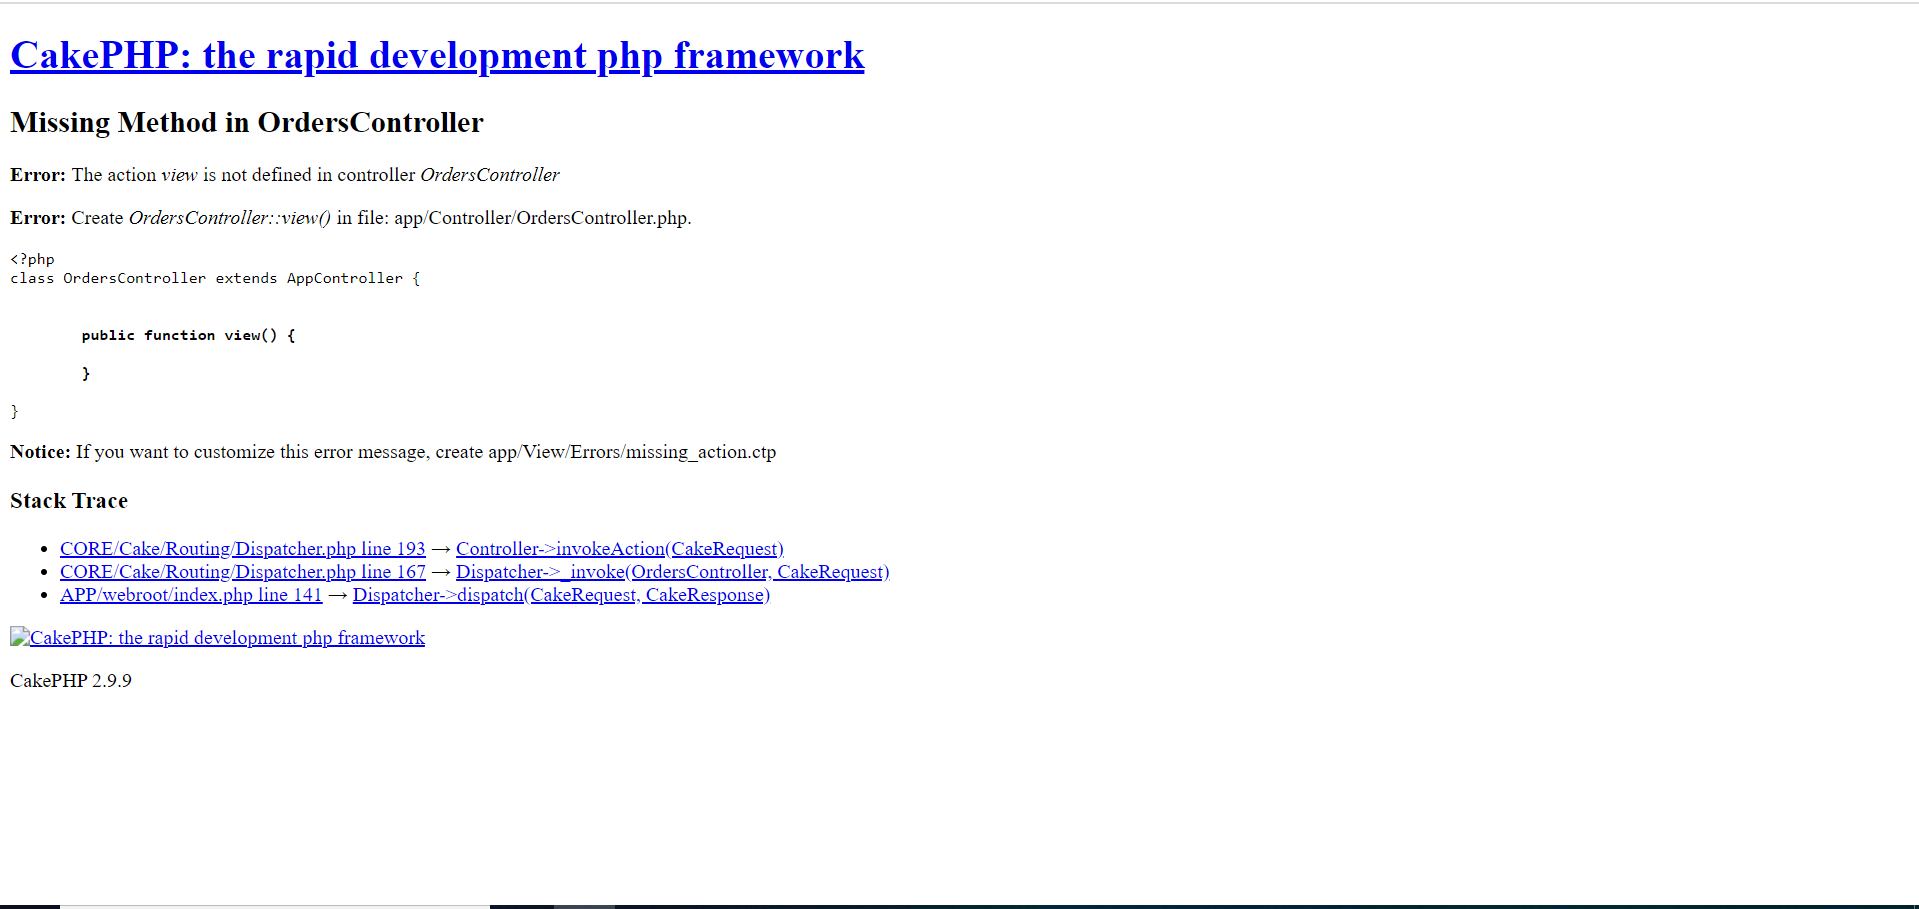 CakePHP: the rapid development php framework
Missing Method in OrdersController
Error: The action view is not defined in controller OrdersController
Error: Create OrdersController::view() in file: app/Controller/OrdersController.php.
<?php
class OrdersController extends AppController {
public function view() {
}
}
Notice: If you want to customize this error message, create app/View/Errors/missing_action.ctp
Stack Trace
CORE/Cake/Routing/Dispatcher.php line 193 → Controller->invokeAction(CakeRequest)
CORE/Cake/Routing/Dispatcher.php line 167 → Dispatcher->_invoke(OrdersController, CakeRequest)
APP/webroot/index.php line 141 → Dispatcher->dispatch(CakeRequest, CakeResponse)
CakePHP: the rapid development php framework
CakePHP 2.9.9